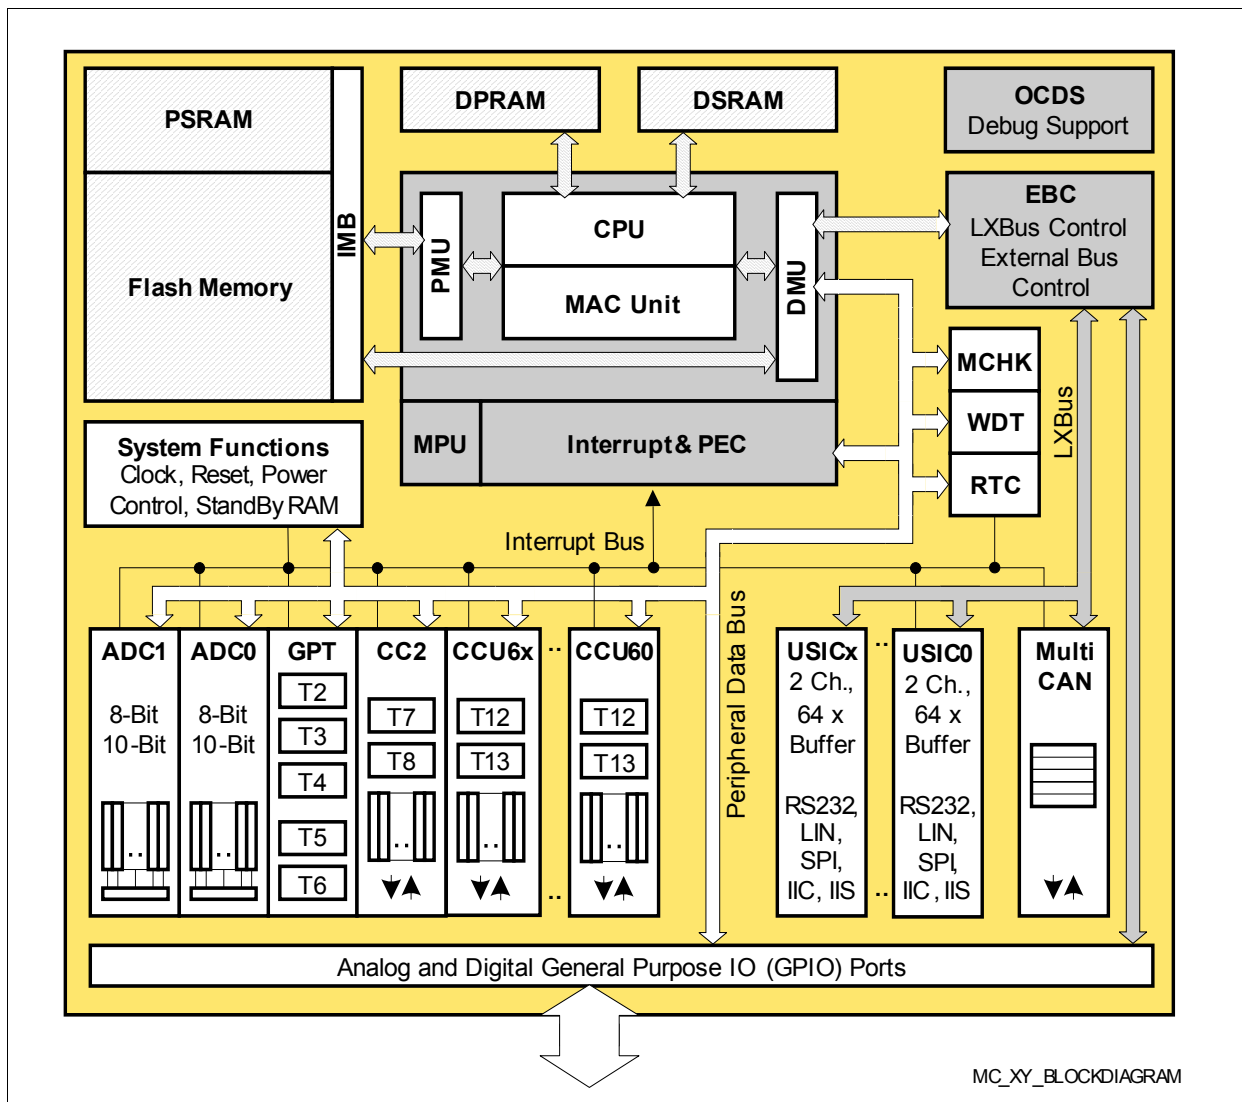 PSRAM
Flash Memory
IMB
DPRAM
DSRAM
OCDS
Debug Support
PMU
CPU
MAC Unit
DMU
EBC
LXBus Control
External Bus
Control
MPU
Interrupt & PEC
MCHK
WDT
RTC
LXBus
System Functions
Clock, Reset, Power
Control, StandBy RAM
Interrupt Bus
Peripheral Data Bus
ADC1
8-Bit
10-Bit
..
ADC0
8-Bit
10-Bit
..
GPT
T2
T3
T4
T5
T6
CC2
T7
T8
..
CCU6x
T12
T13
..
..
..
CCU60
T12
T13
..
USICx
2 Ch.,
64 x
Buffer
RS232,
LIN,
SPI,
IIC, IIS
..
..
USIC0
2 Ch.,
64 x
Buffer
RS232,
LIN,
SPI,
IIC, IIS
Multi
CAN
Analog and Digital General Purpose IO (GPIO) Ports
MC_XY_BLOCKDIAGRAM